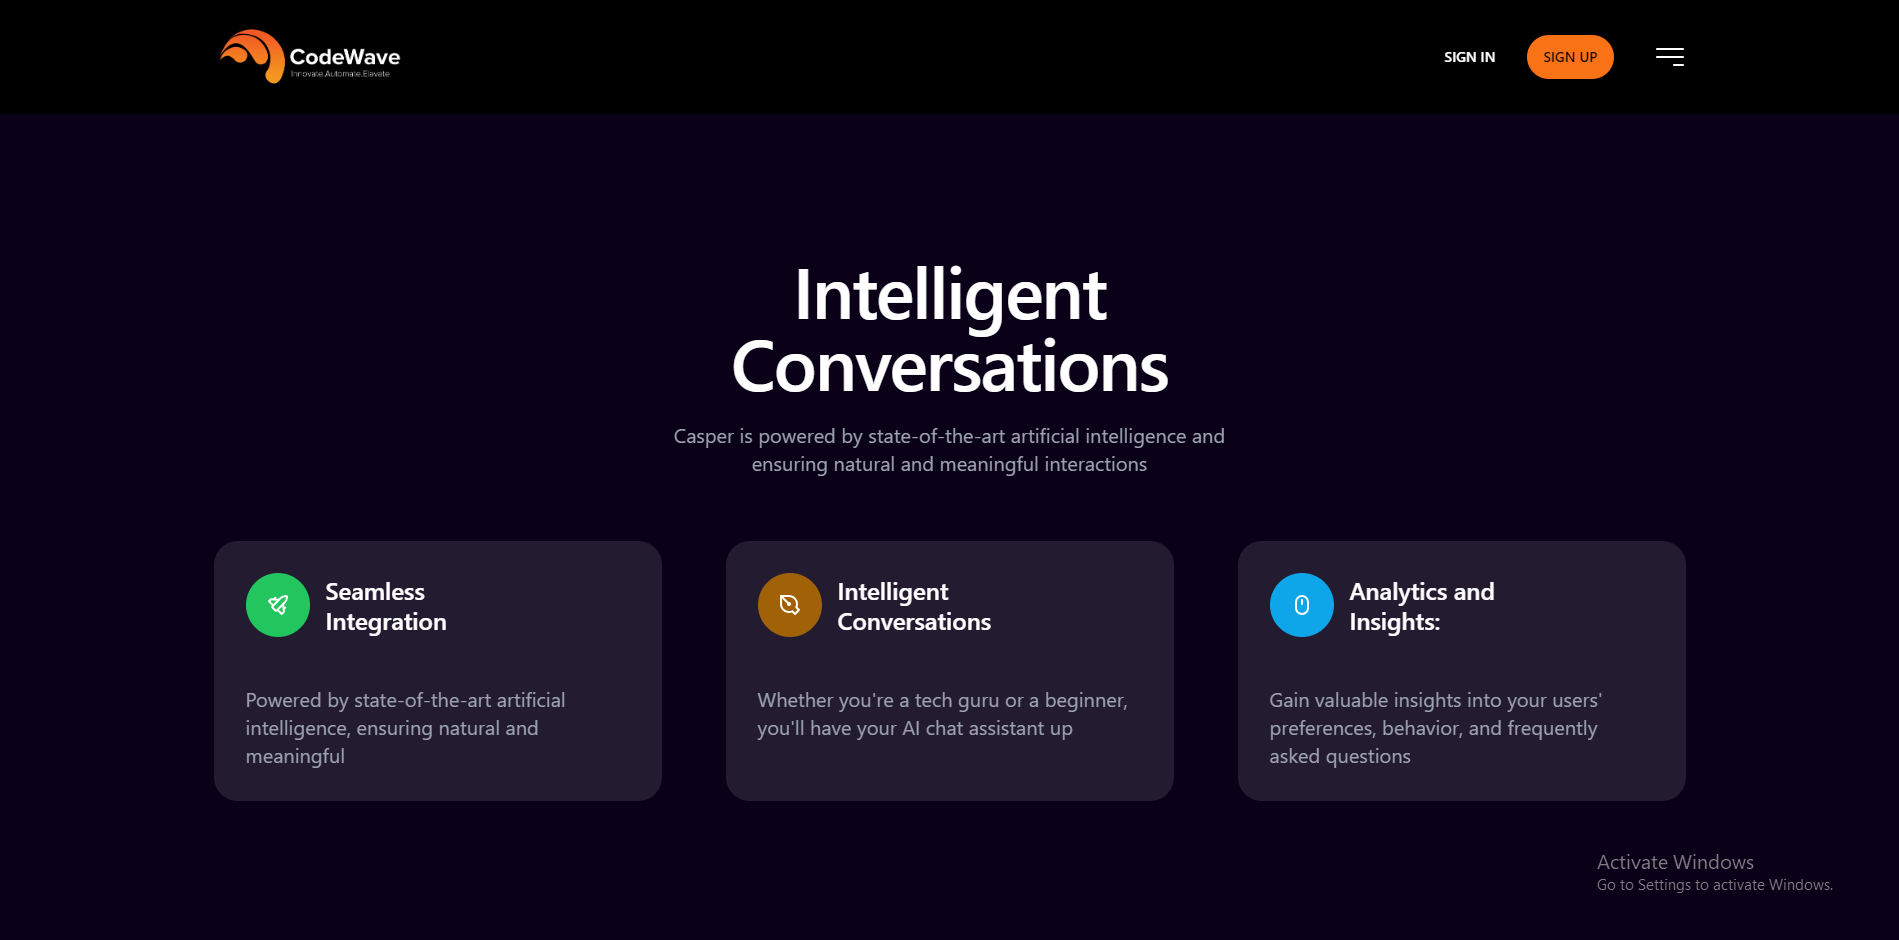 CodeWave
Innovate.Automate.Elavate
SIGN IN
SIGN UP
Intelligent
Conversations
Casper is powered by state-of-the-art artificial intelligence and
ensuring natural and meaningful interactions
Seamless
Integration
Powered by state-of-the-art artificial
intelligence, ensuring natural and
meaningful
Intelligent
Conversations
Whether you're a tech guru or a beginner,
you'll have your AI chat assistant up
Analytics and
Insights:
Gain valuable insights into your users'
preferences, behavior, and frequently
asked questions
Activate Windows
Go to Settings to activate Windows.